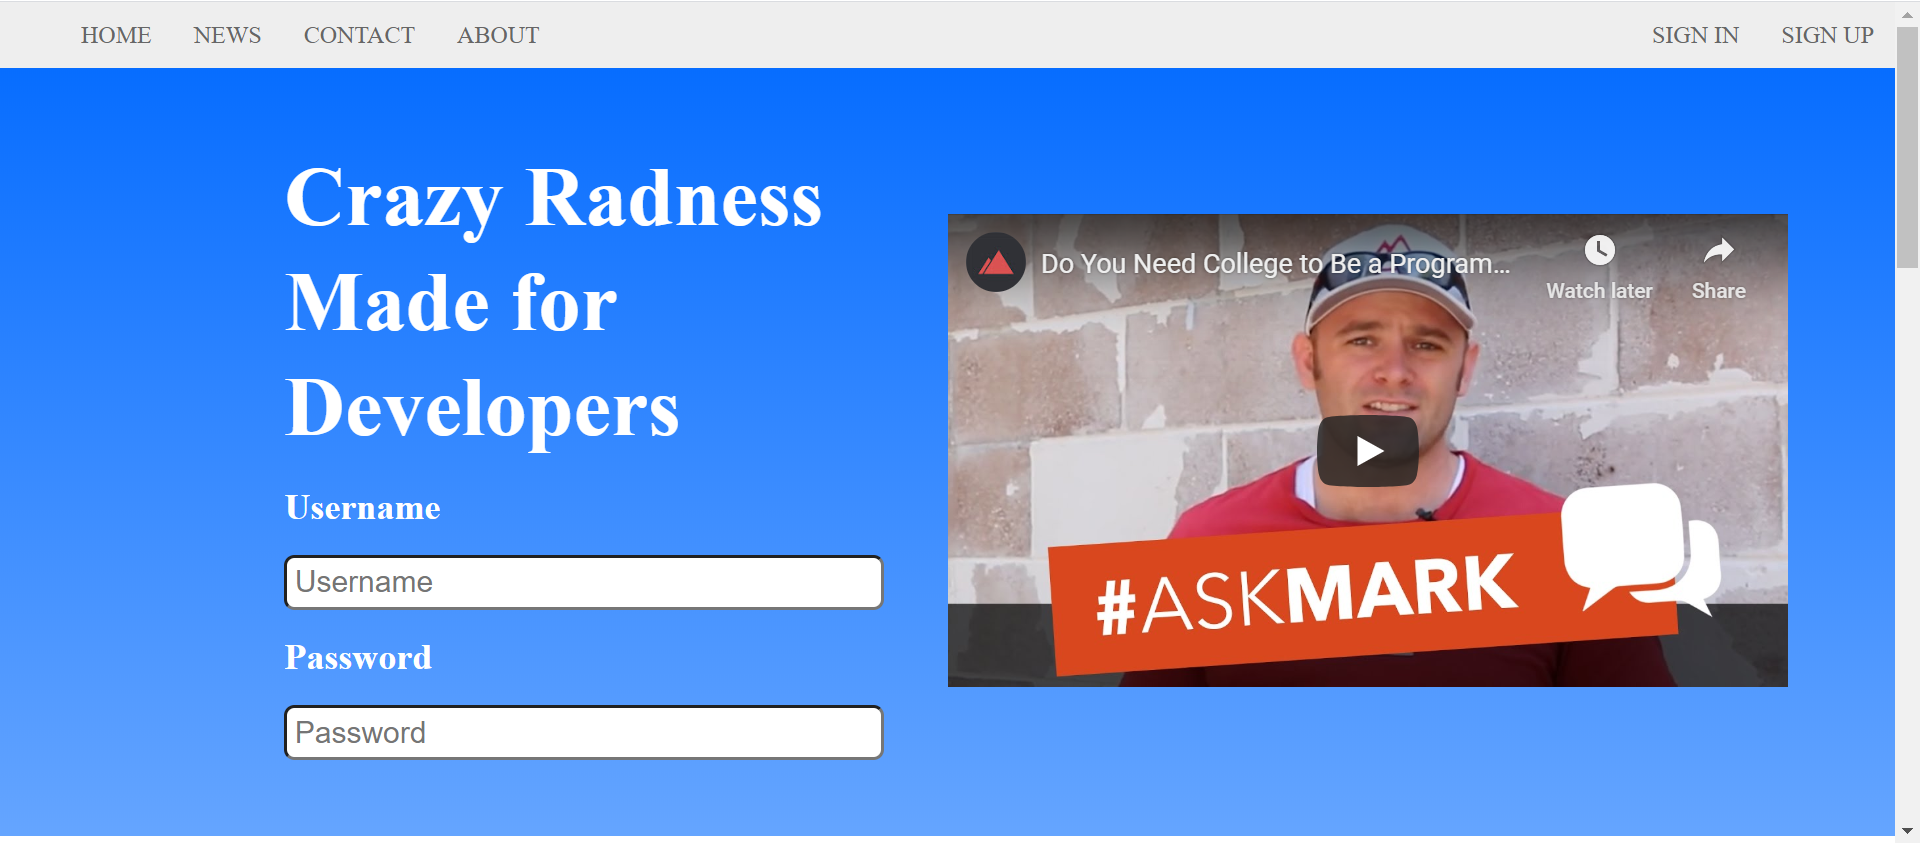 HOME NEWS CONTACT ABOUT SIGN IN SIGN UP
Crazy Radness
Made for
Developers
Username
Username
Password
Password
Do You Need College to Be a Program...
Watch later
Share
#ASKMARK